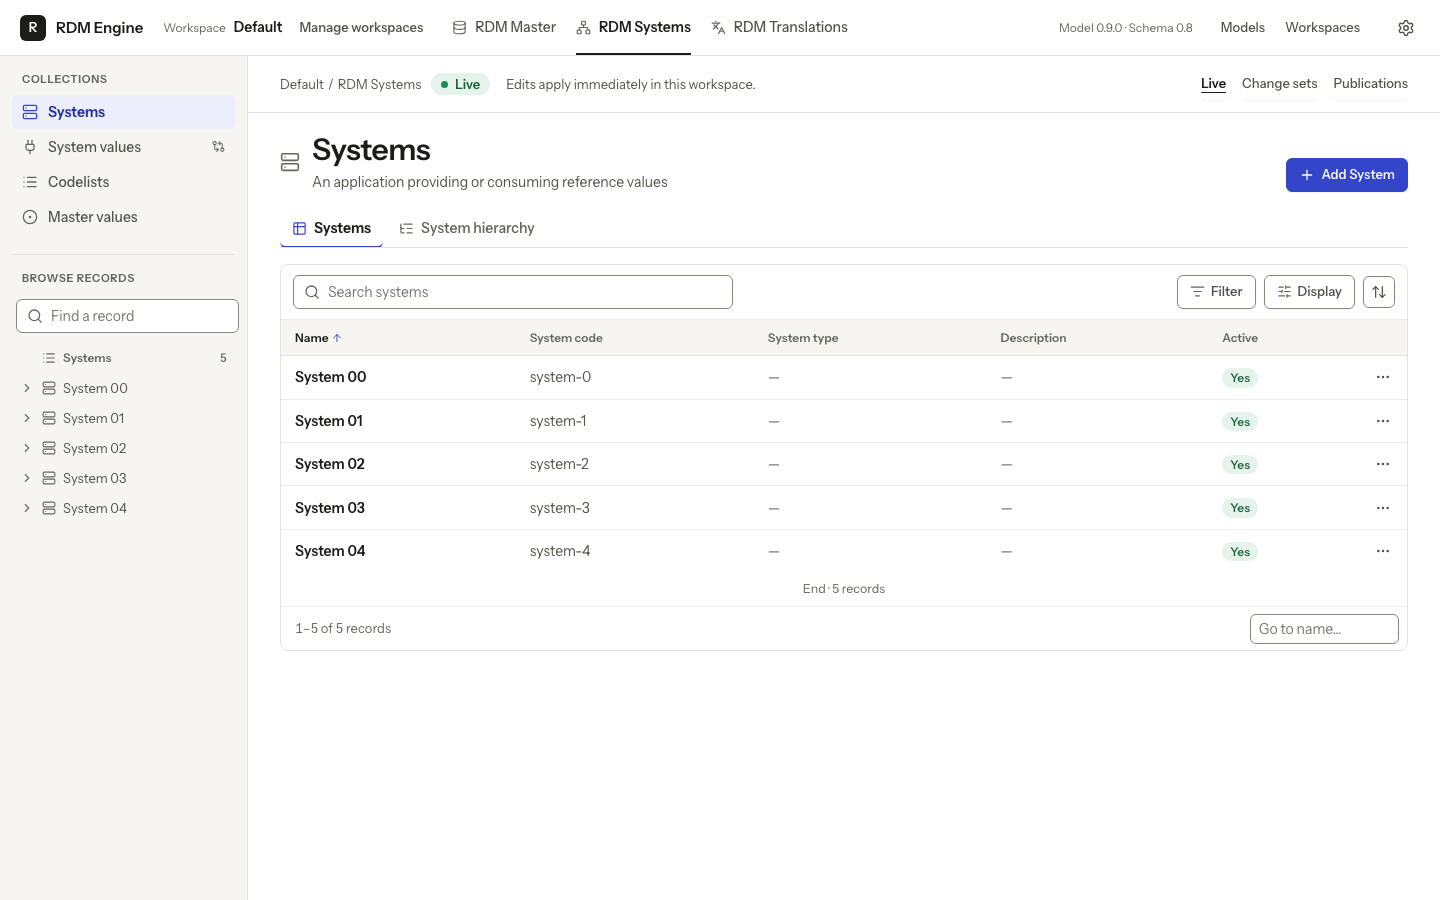 R RDM Engine Workspace Default Manage workspaces RDM Master RDM Systems RDM Translations Model 0.9.0 · Schema 0.8 Models Workspaces
COLLECTIONS
Systems
System values
Codelists
Master values
BROWSE RECORDS
Find a record
Systems 5
System 00
System 01
System 02
System 03
System 04
Default / RDM Systems Live Edits apply immediately in this workspace. Live Change sets Publications
Systems
An application providing or consuming reference values
Add System
Systems System hierarchy
Search systems Filter Display
Name System code System type Description Active
System 00 system-0 — — Yes
System 01 system-1 — — Yes
System 02 system-2 — — Yes
System 03 system-3 — — Yes
System 04 system-4 — — Yes
End · 5 records
1–5 of 5 records Go to name...